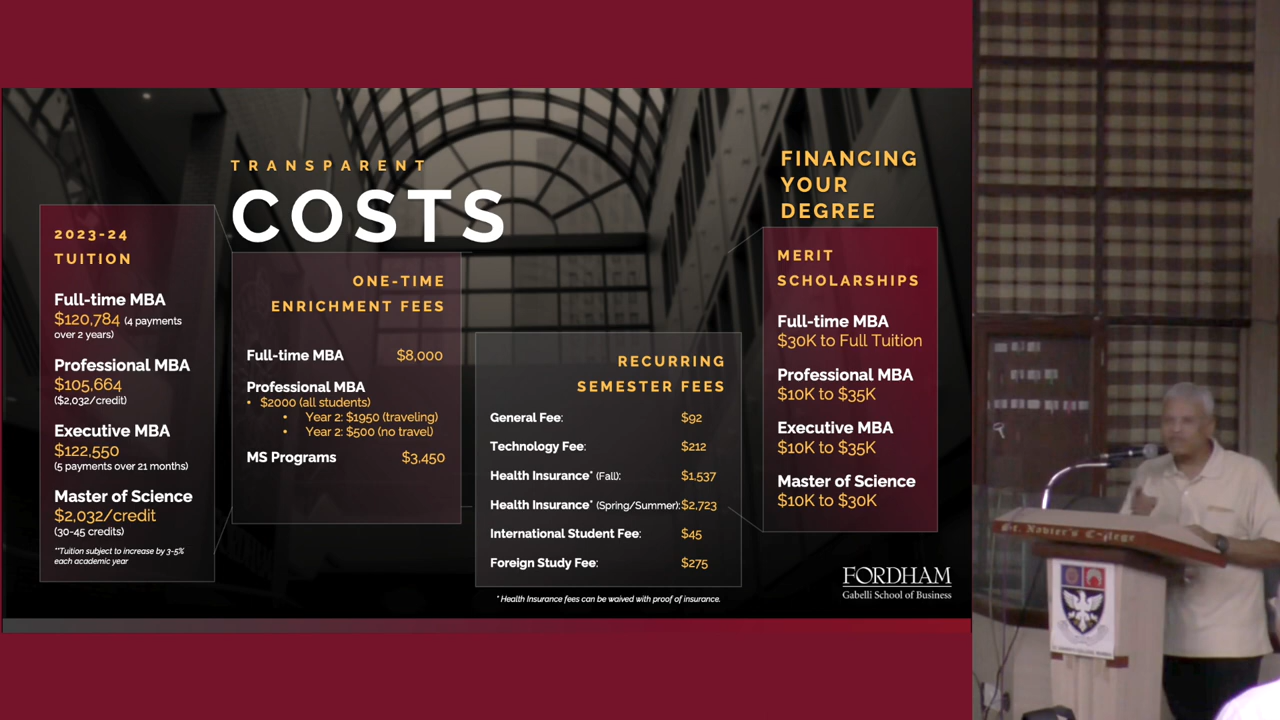 TRANSPARENT
COSTS
2023-24
TUITION
Full-time MBA
$120,784 (4 payments
over 2 years)
Professional MBA
$105,664
($2,032/credit)
Executive MBA
$122,550
(5 payments over 21 months)
Master of Science
$2,032/credit
(30-45 credits)
**Tuition subject to increase by 3-5%
each academic year
ONE-TIME
ENRICHMENT FEES
Full-time MBA $8,000
Professional MBA
• $2000 (all students)
• Year 2: $1950 (traveling)
• Year 2: $500 (no travel)
MS Programs $3,450
RECURRING
SEMESTER FEES
General Fee: $92
Technology Fee: $212
Health Insurance* (Fall): $1,537
Health Insurance* (Spring/Summer): $2,723
International Student Fee: $45
Foreign Study Fee: $275
* Health Insurance fees can be waived with proof of insurance.
FINANCING
YOUR
DEGREE
MERIT
SCHOLARSHIPS
Full-time MBA
$30K to Full Tuition
Professional MBA
$10K to $35K
Executive MBA
$10K to $35K
Master of Science
$10K to $30K
FORDHAM
Gabelli School of Business
St. Xavier's College